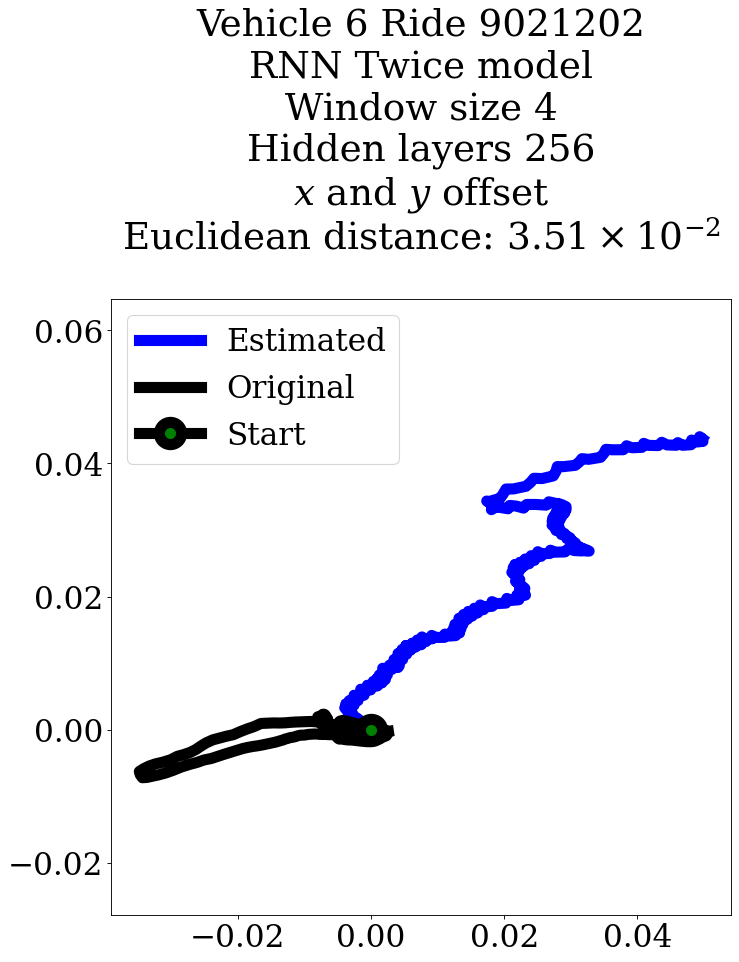 Vehicle 6 Ride 9021202
RNN Twice model
Window size 4
Hidden layers 256
x and y offset
Euclidean distance: 3.51 × 10⁻²
Estimated
Original
Start
0.06
0.04
0.02
0.00
−0.02
−0.02 0.00 0.02 0.04